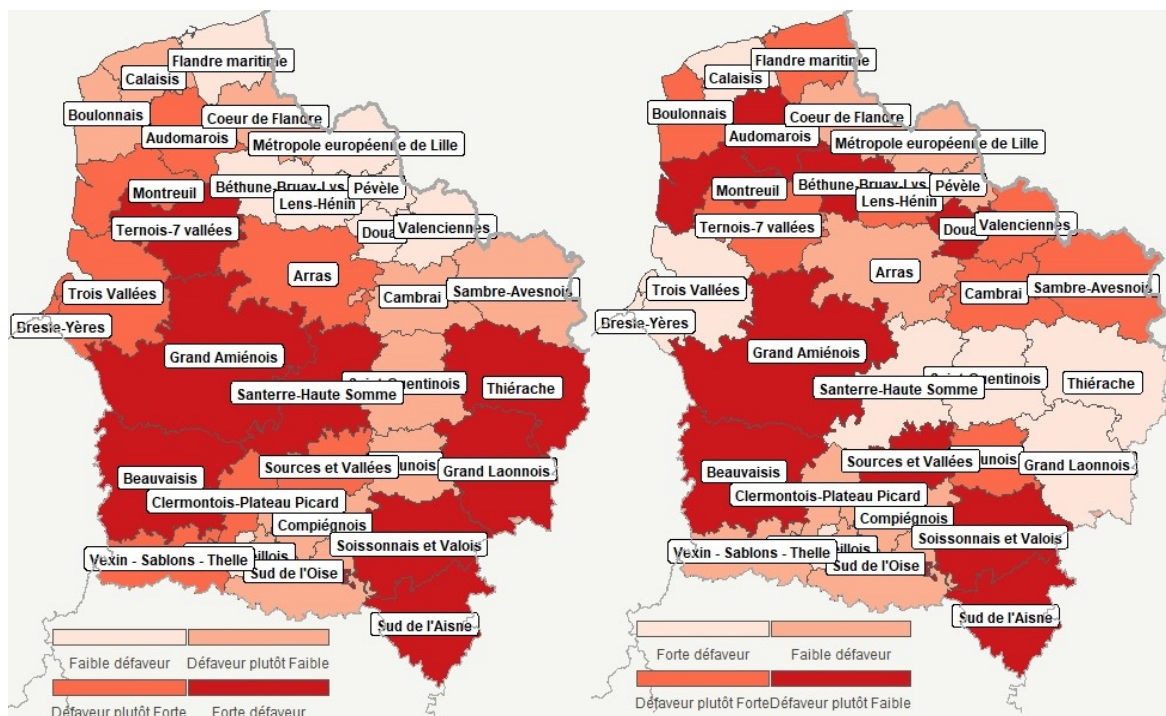 Flandre maritime
Calaisis
Boulonnais
Coeur de Flandre
Audomarois
Métropole européenne de Lille
Montreuil
Béthune-Bruay-Lys
Pévèle
Lens-Hénin
Ternois-7 vallées
Valenciennes
Arras
Trois Vallées
Cambrai
Sambre-Avesnois
Bresle-Yères
Grand Amiénois
Thiérache
Santerre-Haute Somme
Sources et Vallées
Beauvaisis
Grand Laonnois
Clermontois-Plateau Picard
Compiégnois
Soissonnais et Valois
Vexin - Sablons - Thelle
Sud de l'Oise
Sud de l'Aisne
Faible défaveur Défaveur plutôt Faible
Défaveur plutôt Forte Forte défaveur
Flandre maritime
Calaisis
Boulonnais
Coeur de Flandre
Audomarois
Métropole européenne de Lille
Montreuil
Béthune-Bruay-Lys
Pévèle
Lens-Hénin
Ternois-7 vallées
Valenciennes
Arras
Trois Vallées
Cambrai
Sambre-Avesnois
Bresle-Yères
Grand Amiénois
Thiérache
Santerre-Haute Somme
Sources et Vallées
Beauvaisis
Grand Laonnois
Clermontois-Plateau Picard
Compiégnois
Soissonnais et Valois
Vexin - Sablons - Thelle
Sud de l'Oise
Sud de l'Aisne
Forte défaveur Faible défaveur
Défaveur plutôt Forte Défaveur plutôt Faible